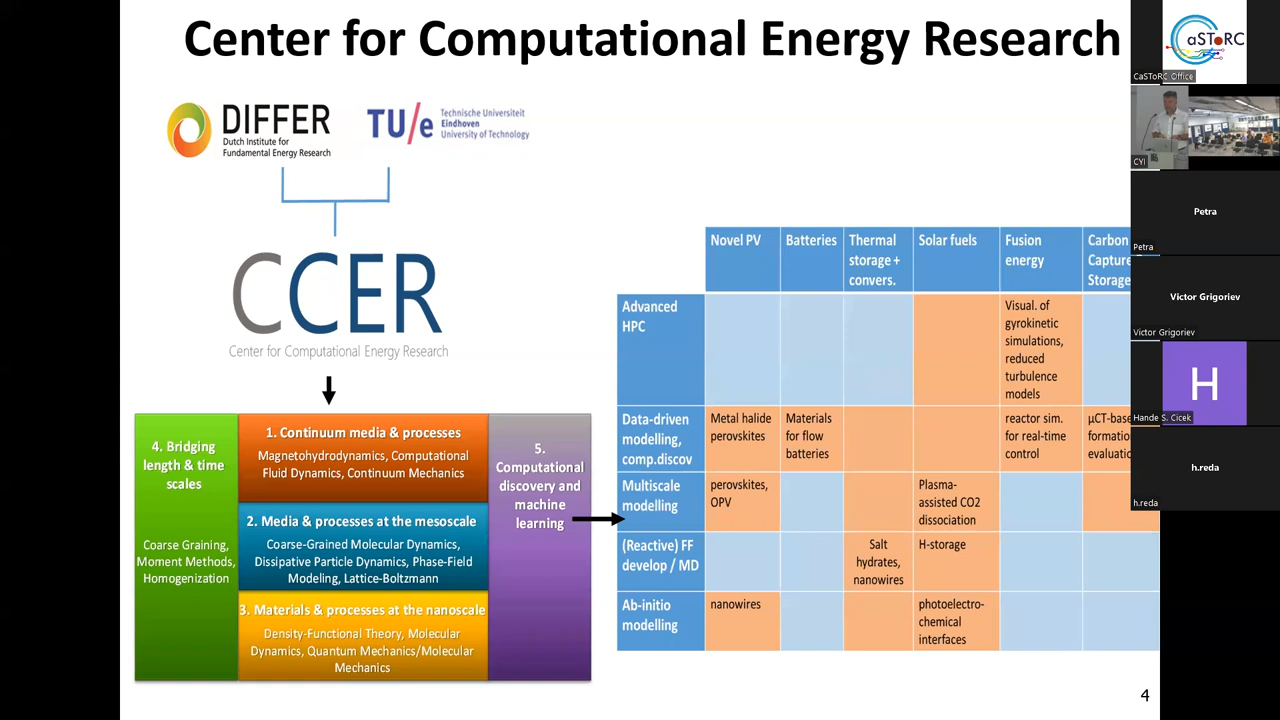 Center for Computational Energy Research
DIFFER
Dutch Institute for
Fundamental Energy Research
TU/e
Technische Universiteit
Eindhoven
University of Technology
CCER
Center for Computational Energy Research
4. Bridging
length & time
scales
Coarse Graining,
Moment Methods,
Homogenization
1. Continuum media & processes
Magnetohydrodynamics, Computational
Fluid Dynamics, Continuum Mechanics
2. Media & processes at the mesoscale
Coarse-Grained Molecular Dynamics,
Dissipative Particle Dynamics, Phase-Field
Modeling, Lattice-Boltzmann
3. Materials & processes at the nanoscale
Density-Functional Theory, Molecular
Dynamics, Quantum Mechanics/Molecular
Mechanics
5.
Computational
discovery and
machine
learning
Novel PV
Batteries
Thermal
storage +
convers.
Solar fuels
Fusion
energy
Carbon
Capture
Storage
Advanced
HPC
Visual. of
gyrokinetic
simulations,
reduced
turbulence
models
Data-driven
modelling,
comp.discov
Metal halide
perovskites
Materials
for flow
batteries
reactor sim.
for real-time
control
μCT-base
formatio
evaluatio
Multiscale
modelling
perovskites,
OPV
Plasma-
assisted CO2
dissociation
(Reactive) FF
develop / MD
Salt
hydrates,
nanowires
H-storage
Ab-initio
modelling
nanowires
photoelectro-
chemical
interfaces
4
CaSToRC
CaSToRC Office
CYI
Petra
Petra
Victor Grigoriev
Victor Grigoriev
H
Hande S. Cicek
h.reda
h.reda